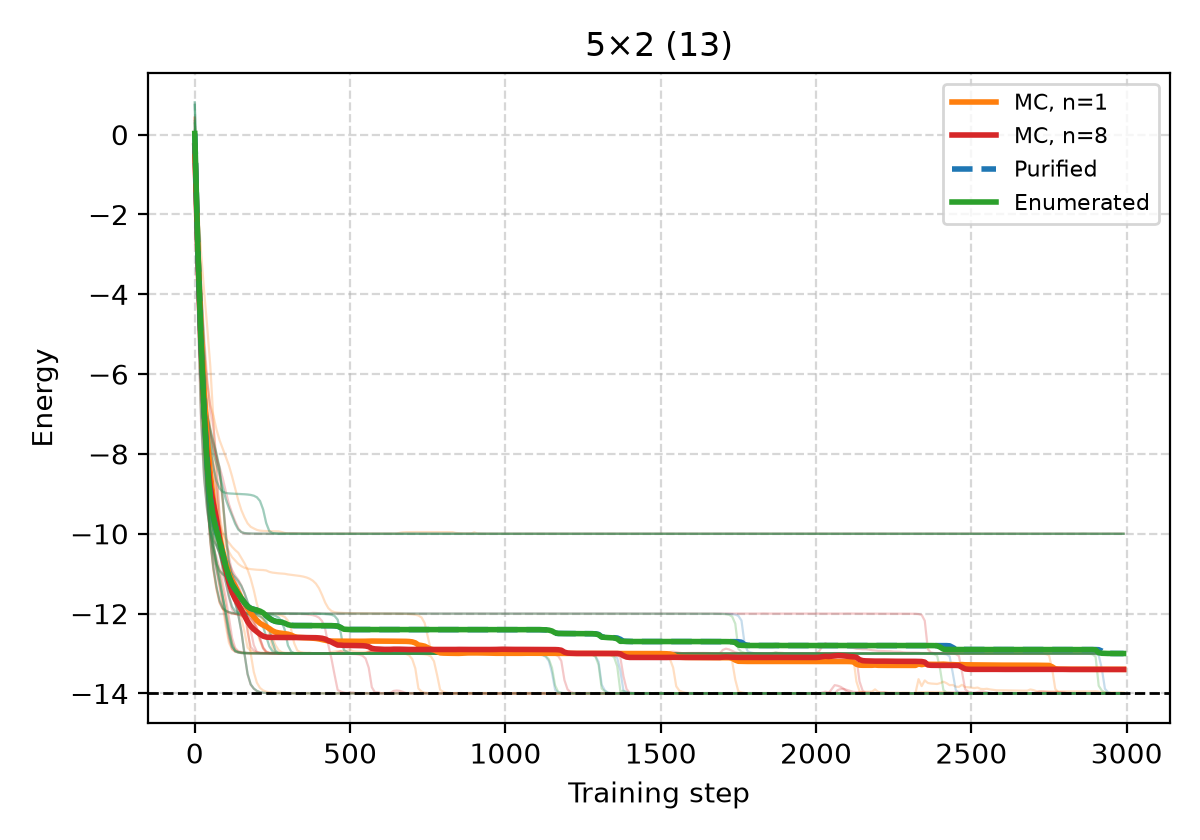 5×2 (13)
MC, n=1
MC, n=8
Purified
Enumerated
0
−2
−4
−6
−8
−10
−12
−14
Energy
0 500 1000 1500 2000 2500 3000
Training step